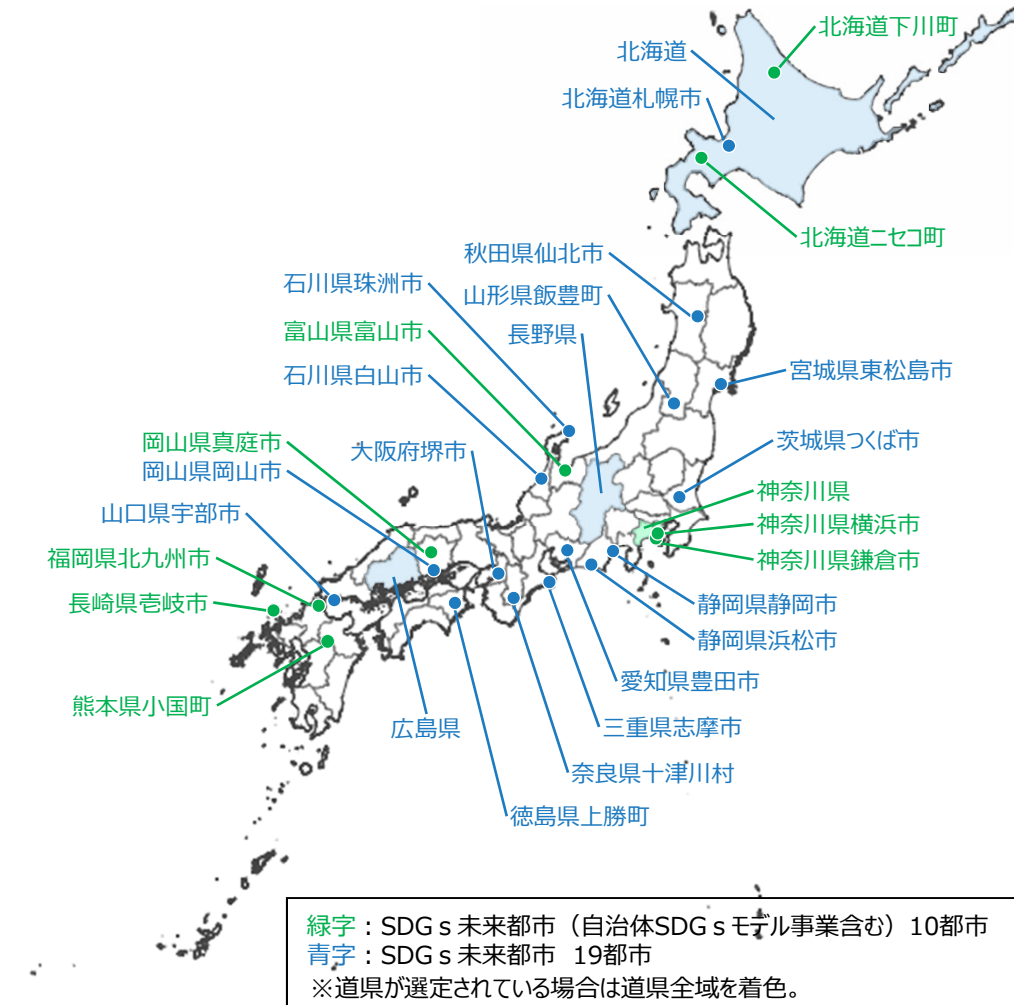 北海道下川町
北海道
北海道札幌市
北海道ニセコ町
秋田県仙北市
石川県珠洲市
山形県飯豊町
富山県富山市
長野県
宮城県東松島市
石川県白山市
岡山県真庭市
大阪府堺市
茨城県つくば市
岡山県岡山市
神奈川県
山口県宇部市
神奈川県横浜市
福岡県北九州市
神奈川県鎌倉市
長崎県壱岐市
静岡県静岡市
静岡県浜松市
愛知県豊田市
熊本県小国町
広島県
三重県志摩市
奈良県十津川村
徳島県上勝町
緑字：SDGｓ未来都市（自治体SDGｓモデル事業含む）10都市
青字：SDGｓ未来都市 19都市
※道県が選定されている場合は道県全域を着色。